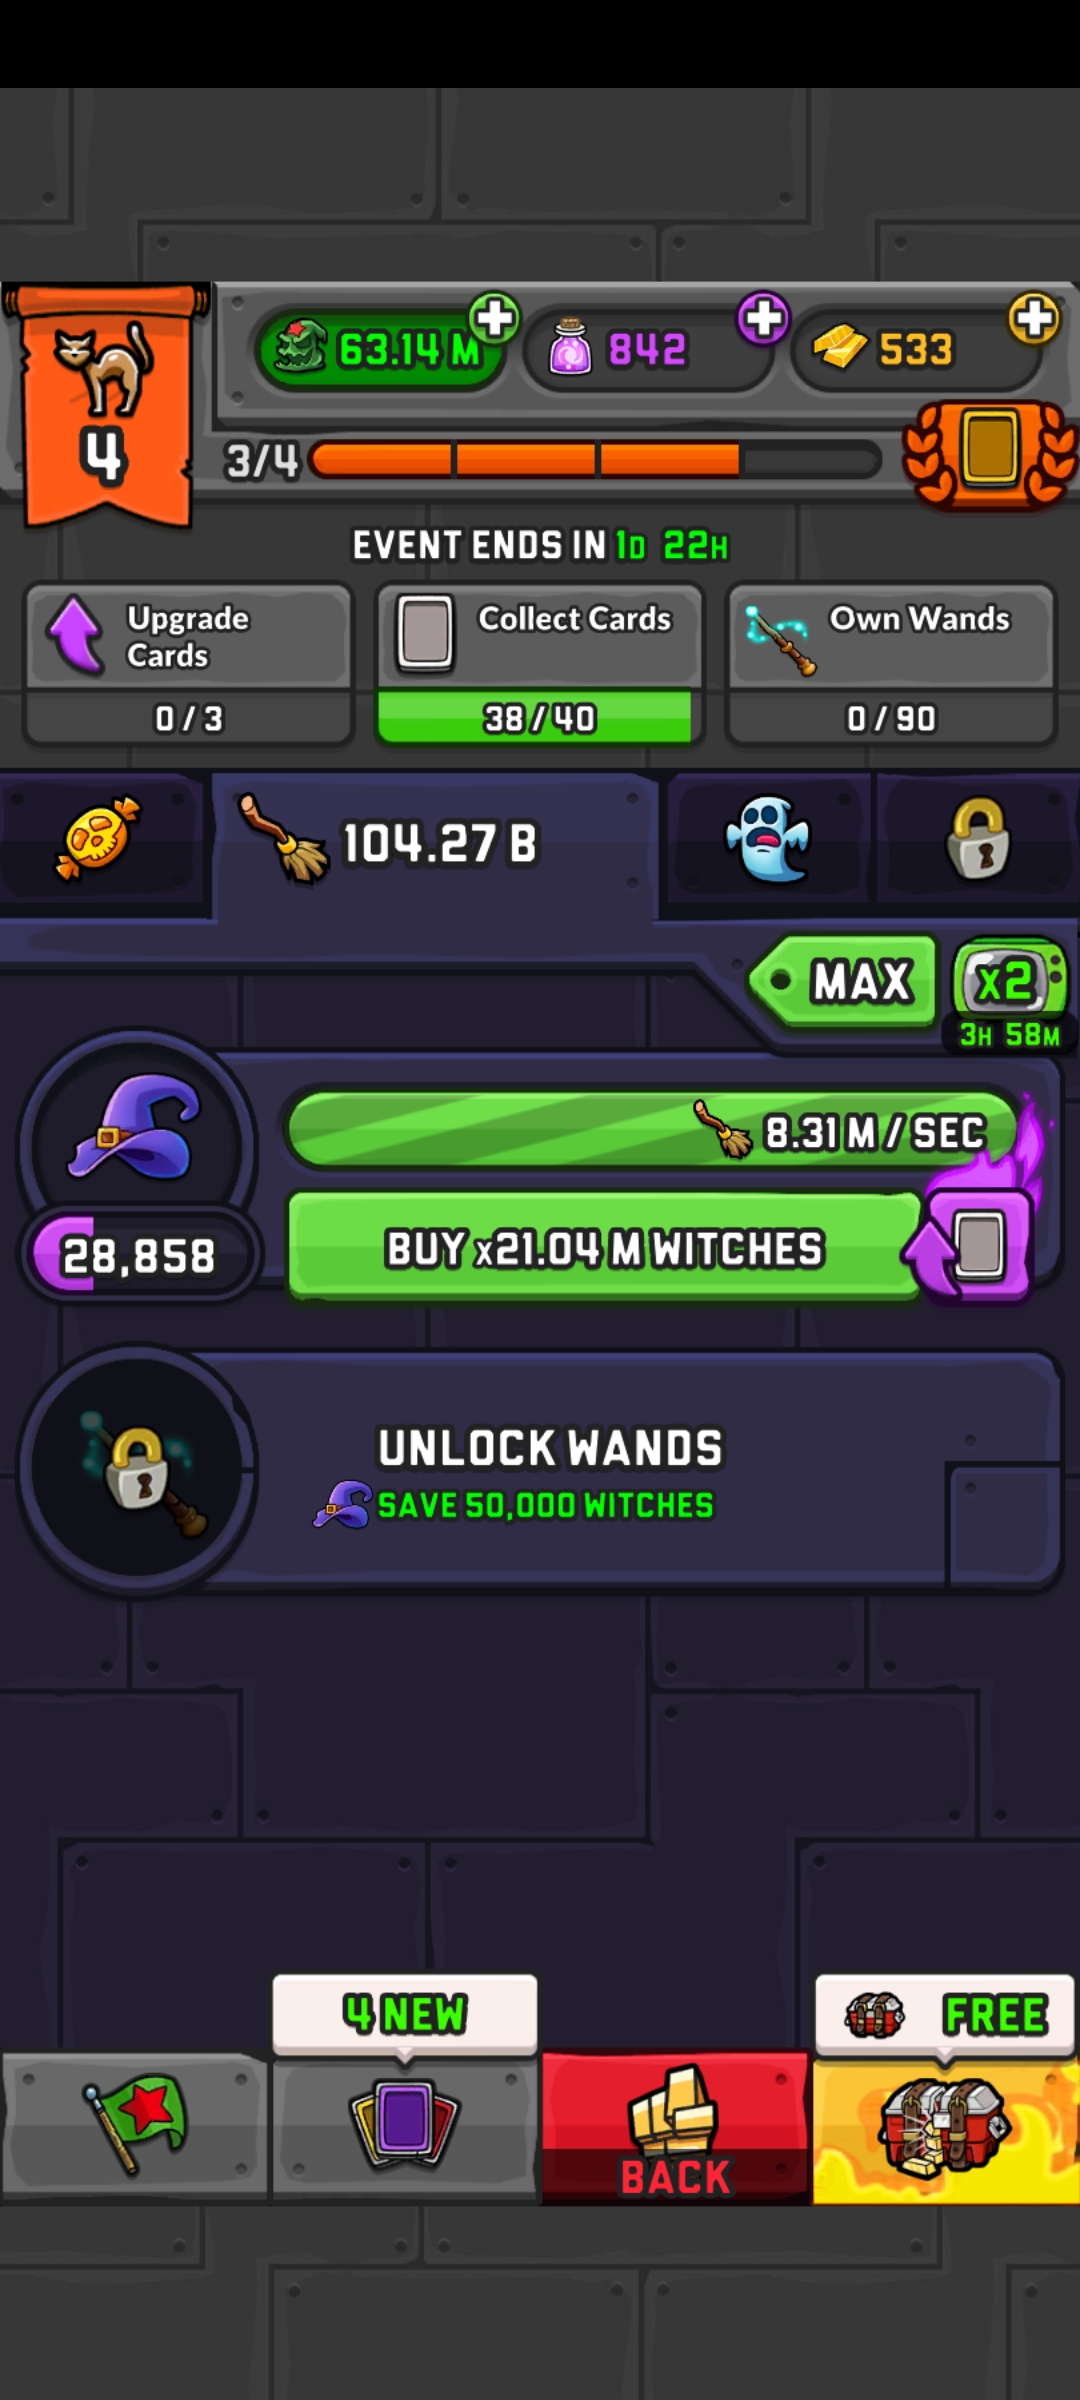 63.14 M
842
533
4
3/4
EVENT ENDS IN 1D 22H
Upgrade
Cards
0 / 3
Collect Cards
38 / 40
Own Wands
0 / 90
104.27 B
MAX
x2
3H 58M
8.31 M / SEC
28,858
BUY x21.04 M WITCHES
UNLOCK WANDS
SAVE 50,000 WITCHES
4 NEW
FREE
BACK